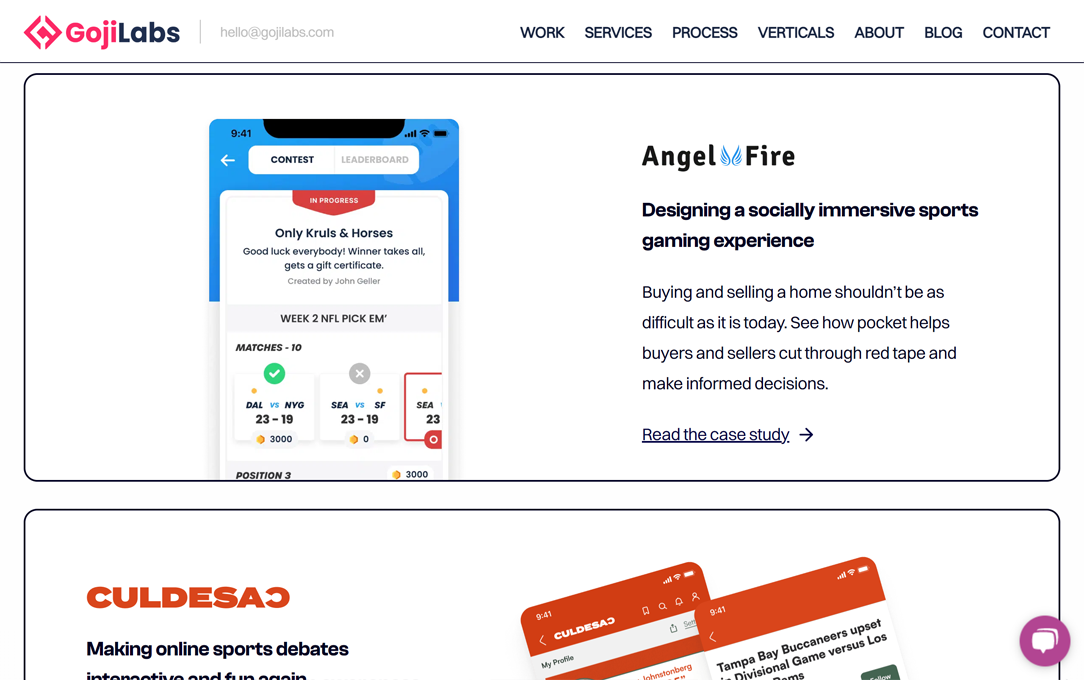 GojiLabs
hello@gojilabs.com
WORK SERVICES PROCESS VERTICALS ABOUT BLOG CONTACT
9:41
CONTEST LEADERBOARD
IN PROGRESS
Only Kruls & Horses
Good luck everybody! Winner takes all,
gets a gift certificate.
Created by John Geller
WEEK 2 NFL PICK EM’
MATCHES - 10
DAL VS NYG
23 - 19
3000
SEA VS SF
23 - 19
0
SEA
23
POSITION 3
3000
Angel Fire
Designing a socially immersive sports
gaming experience
Buying and selling a home shouldn’t be as
difficult as it is today. See how pocket helps
buyers and sellers cut through red tape and
make informed decisions.
Read the case study
CULDESAC
Making online sports debates
interactive and fun again
9:41
CULDESAC
My Profile
9:41
Tampa Bay Buccaneers upset
in Divisional Game versus Los
Rams
Follow